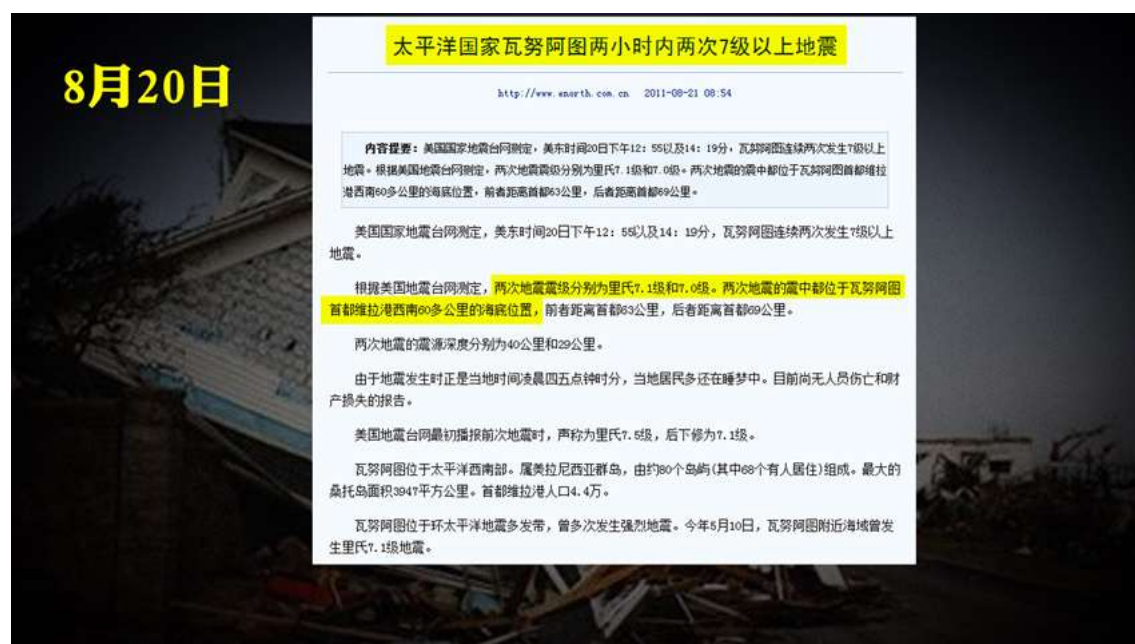 8月20日
太平洋国家瓦努阿图两小时内两次7级以上地震
http://www.enorth.com.cn 2011-08-21 08:54
内容提要：美国国家地震台网测定，美东时间20日下午12：55以及14：19分，瓦努阿图连续两次发生7级以上
地震。根据美国地震台网测定，两次地震震级分别为里氏7.1级和7.0级。两次地震的震中都位于瓦努阿图首都维拉
港西南60多公里的海底位置，前者距离首都63公里，后者距离首都69公里。
美国国家地震台网测定，美东时间20日下午12：55以及14：19分，瓦努阿图连续两次发生7级以上
地震。
根据美国地震台网测定，两次地震震级分别为里氏7.1级和7.0级。两次地震的震中都位于瓦努阿图
首都维拉港西南60多公里的海底位置，前者距离首都63公里，后者距离首都69公里。
两次地震的震源深度分别为40公里和29公里。
由于地震发生时正是当地时间凌晨四五点钟时分，当地居民多还在睡梦中。目前尚无人员伤亡和财
产损失的报告。
美国地震台网最初播报前次地震时，声称为里氏7.5级，后下修为7.1级。
瓦努阿图位于太平洋西南部。属美拉尼西亚群岛，由约80个岛屿(其中68个有人居住)组成。最大的
桑托岛面积3947平方公里。首都维拉港人口4.4万。
瓦努阿图位于环太平洋地震多发带，曾多次发生强烈地震。今年5月10日，瓦努阿图附近海域曾发
生里氏7.1级地震。